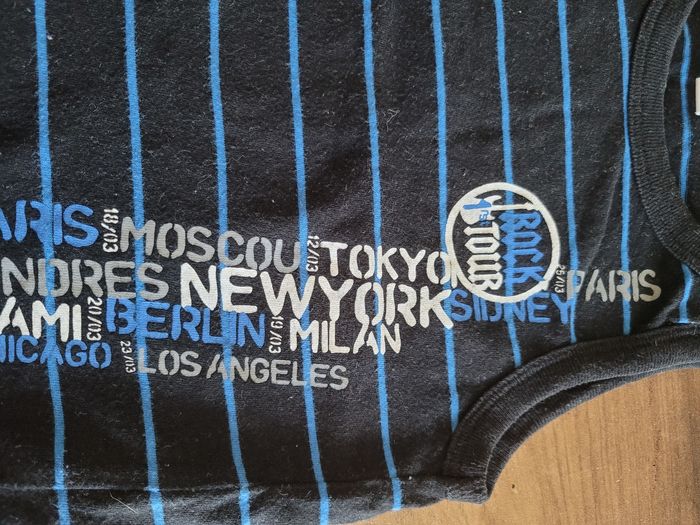 ARIS 18/03 MOSCOU 12/03 TOKYO
1ST ROCK TOUR
25/03 PARIS
NDRES NEWYORK SIDNEY
AMI 20/03 BERLIN 19/03 MILAN
HICAGO 23/03 LOS ANGELES